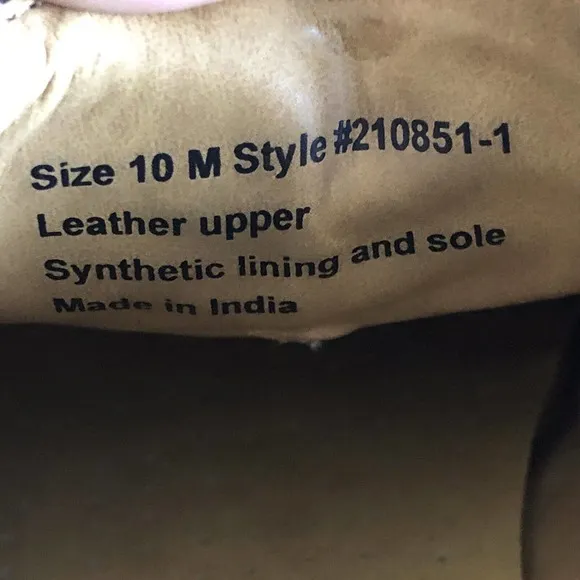 Size 10 M Style #210851-1
Leather upper
Synthetic lining and sole
Made in India